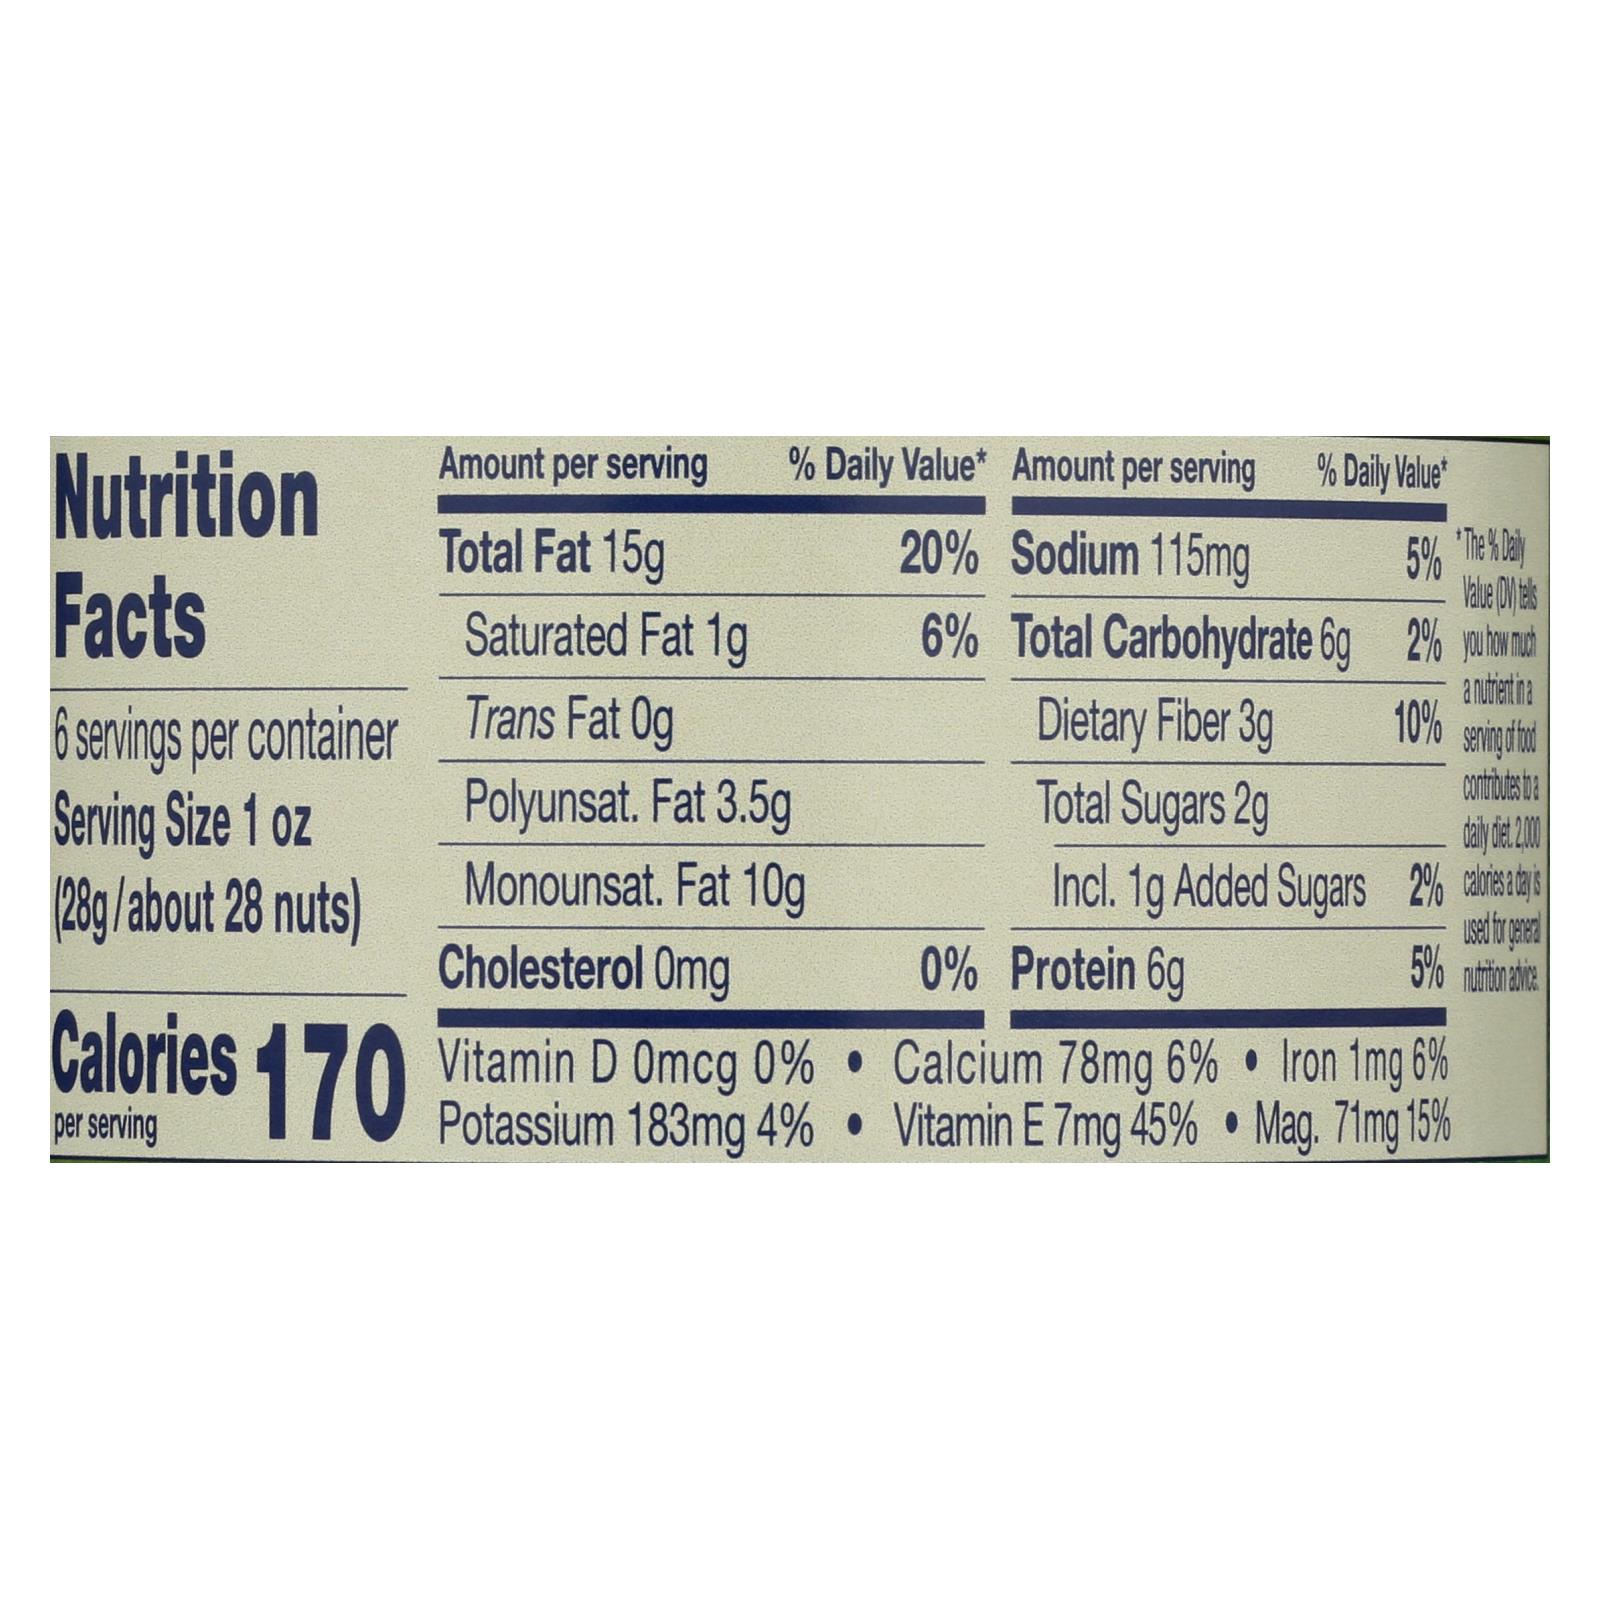 Nutrition
Facts
6 servings per container
Serving Size 1 oz
(28g/about 28 nuts)
Calories 170
per serving
Amount per serving % Daily Value*
Total Fat 15g 20%
Saturated Fat 1g 6%
Trans Fat 0g
Polyunsat. Fat 3.5g
Monounsat. Fat 10g
Cholesterol 0mg 0%
Amount per serving % Daily Value*
Sodium 115mg 5%
Total Carbohydrate 6g 2%
Dietary Fiber 3g 10%
Total Sugars 2g
Incl. 1g Added Sugars 2%
Protein 6g 5%
Vitamin D 0mcg 0% • Calcium 78mg 6% • Iron 1mg 6%
Potassium 183mg 4% • Vitamin E 7mg 45% • Mag. 71mg 15%
*The % Daily
Value (DV) tells
you how much
a nutrient in a
serving of food
contributes to a
daily diet. 2,000
calories a day is
used for general
nutrition advice.